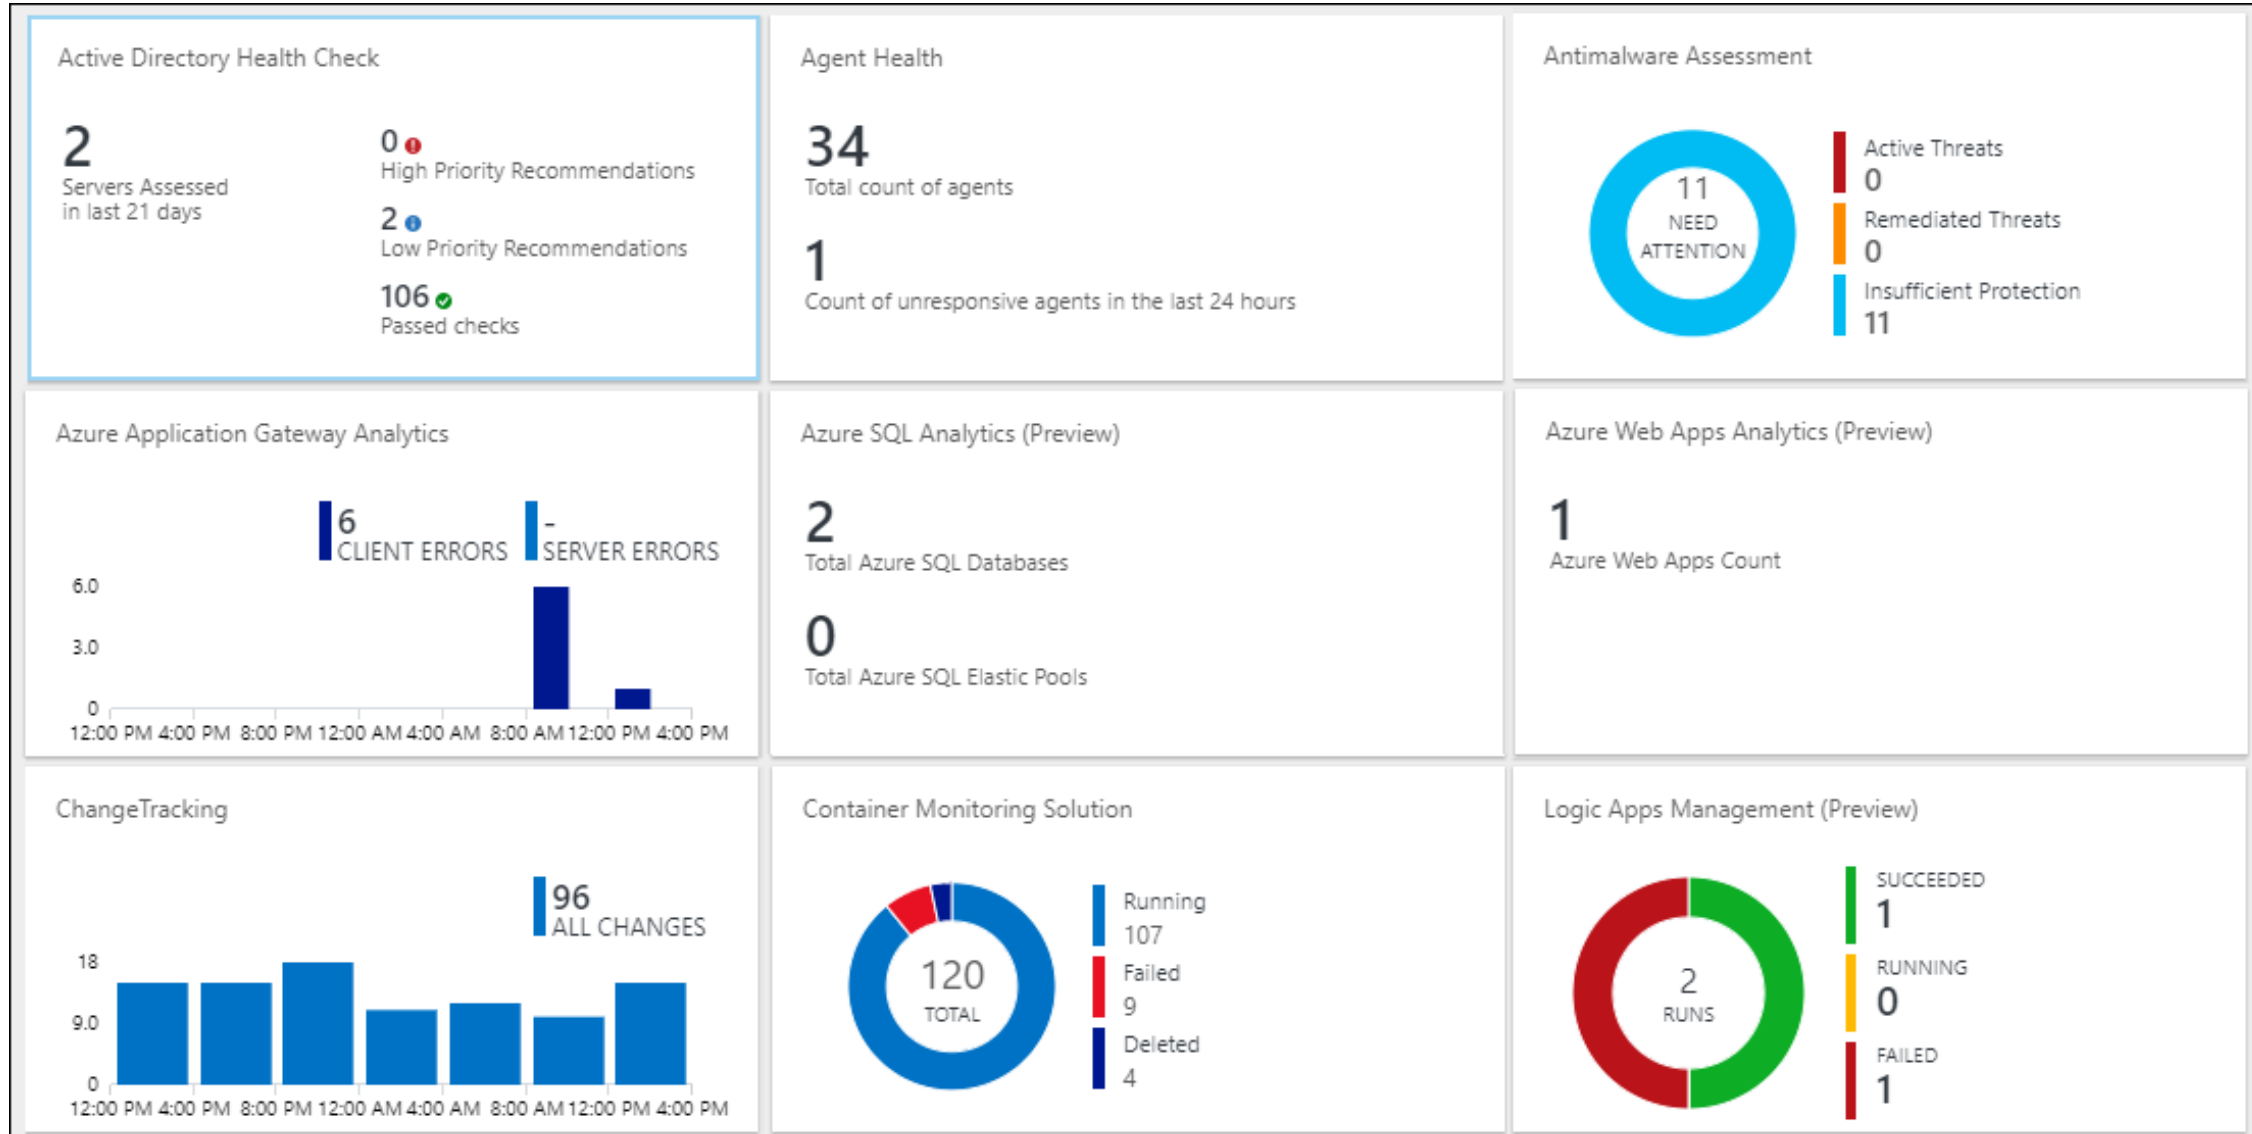 Active Directory Health Check
2
Servers Assessed
in last 21 days
0
High Priority Recommendations
2
Low Priority Recommendations
106
Passed checks
Agent Health
34
Total count of agents
1
Count of unresponsive agents in the last 24 hours
Antimalware Assessment
11
NEED
ATTENTION
Active Threats
0
Remediated Threats
0
Insufficient Protection
11
Azure Application Gateway Analytics
6
CLIENT ERRORS
-
SERVER ERRORS
6.0
3.0
0
12:00 PM 4:00 PM 8:00 PM 12:00 AM 4:00 AM 8:00 AM 12:00 PM 4:00 PM
Azure SQL Analytics (Preview)
2
Total Azure SQL Databases
0
Total Azure SQL Elastic Pools
Azure Web Apps Analytics (Preview)
1
Azure Web Apps Count
ChangeTracking
96
ALL CHANGES
18
9.0
0
12:00 PM 4:00 PM 8:00 PM 12:00 AM 4:00 AM 8:00 AM 12:00 PM 4:00 PM
Container Monitoring Solution
120
TOTAL
Running
107
Failed
9
Deleted
4
Logic Apps Management (Preview)
2
RUNS
SUCCEEDED
1
RUNNING
0
FAILED
1